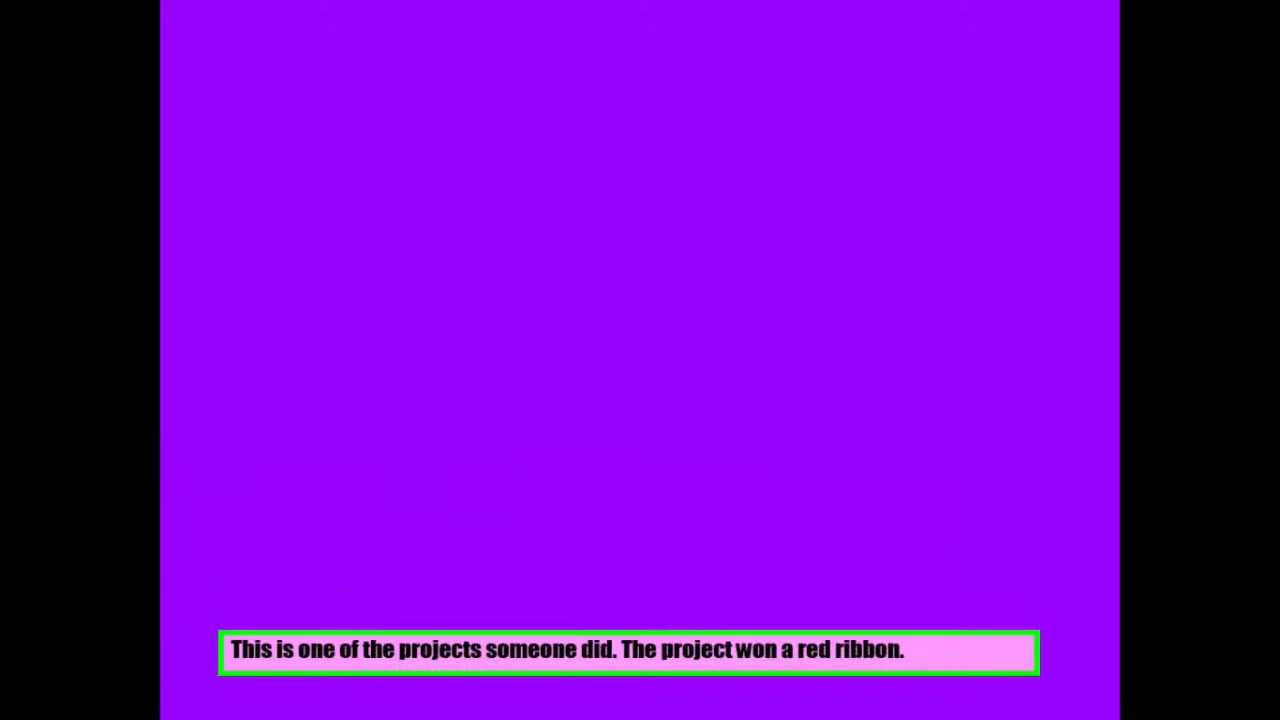 This is one of the projects someone did. The project won a red ribbon.